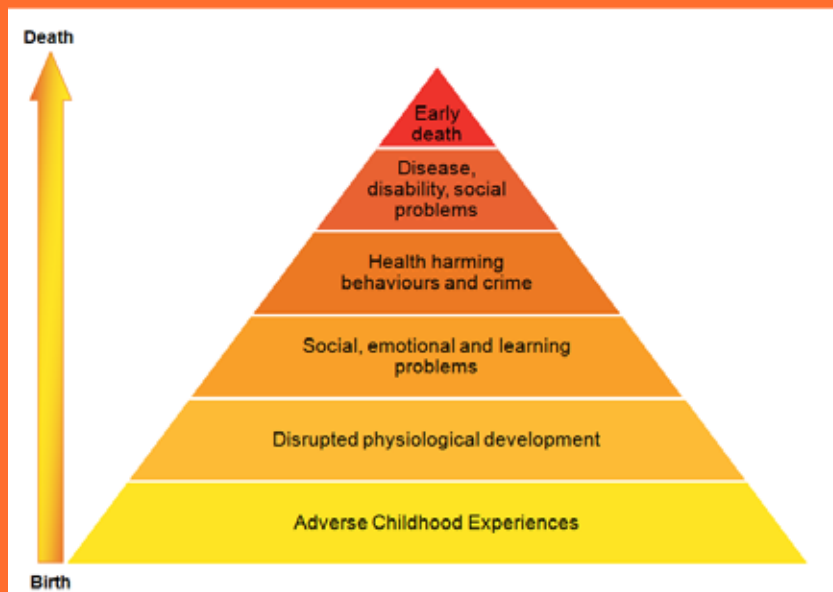 Death
Early
death
Disease,
disability, social
problems
Health harming
behaviours and crime
Social, emotional and learning
problems
Disrupted physiological development
Adverse Childhood Experiences
Birth